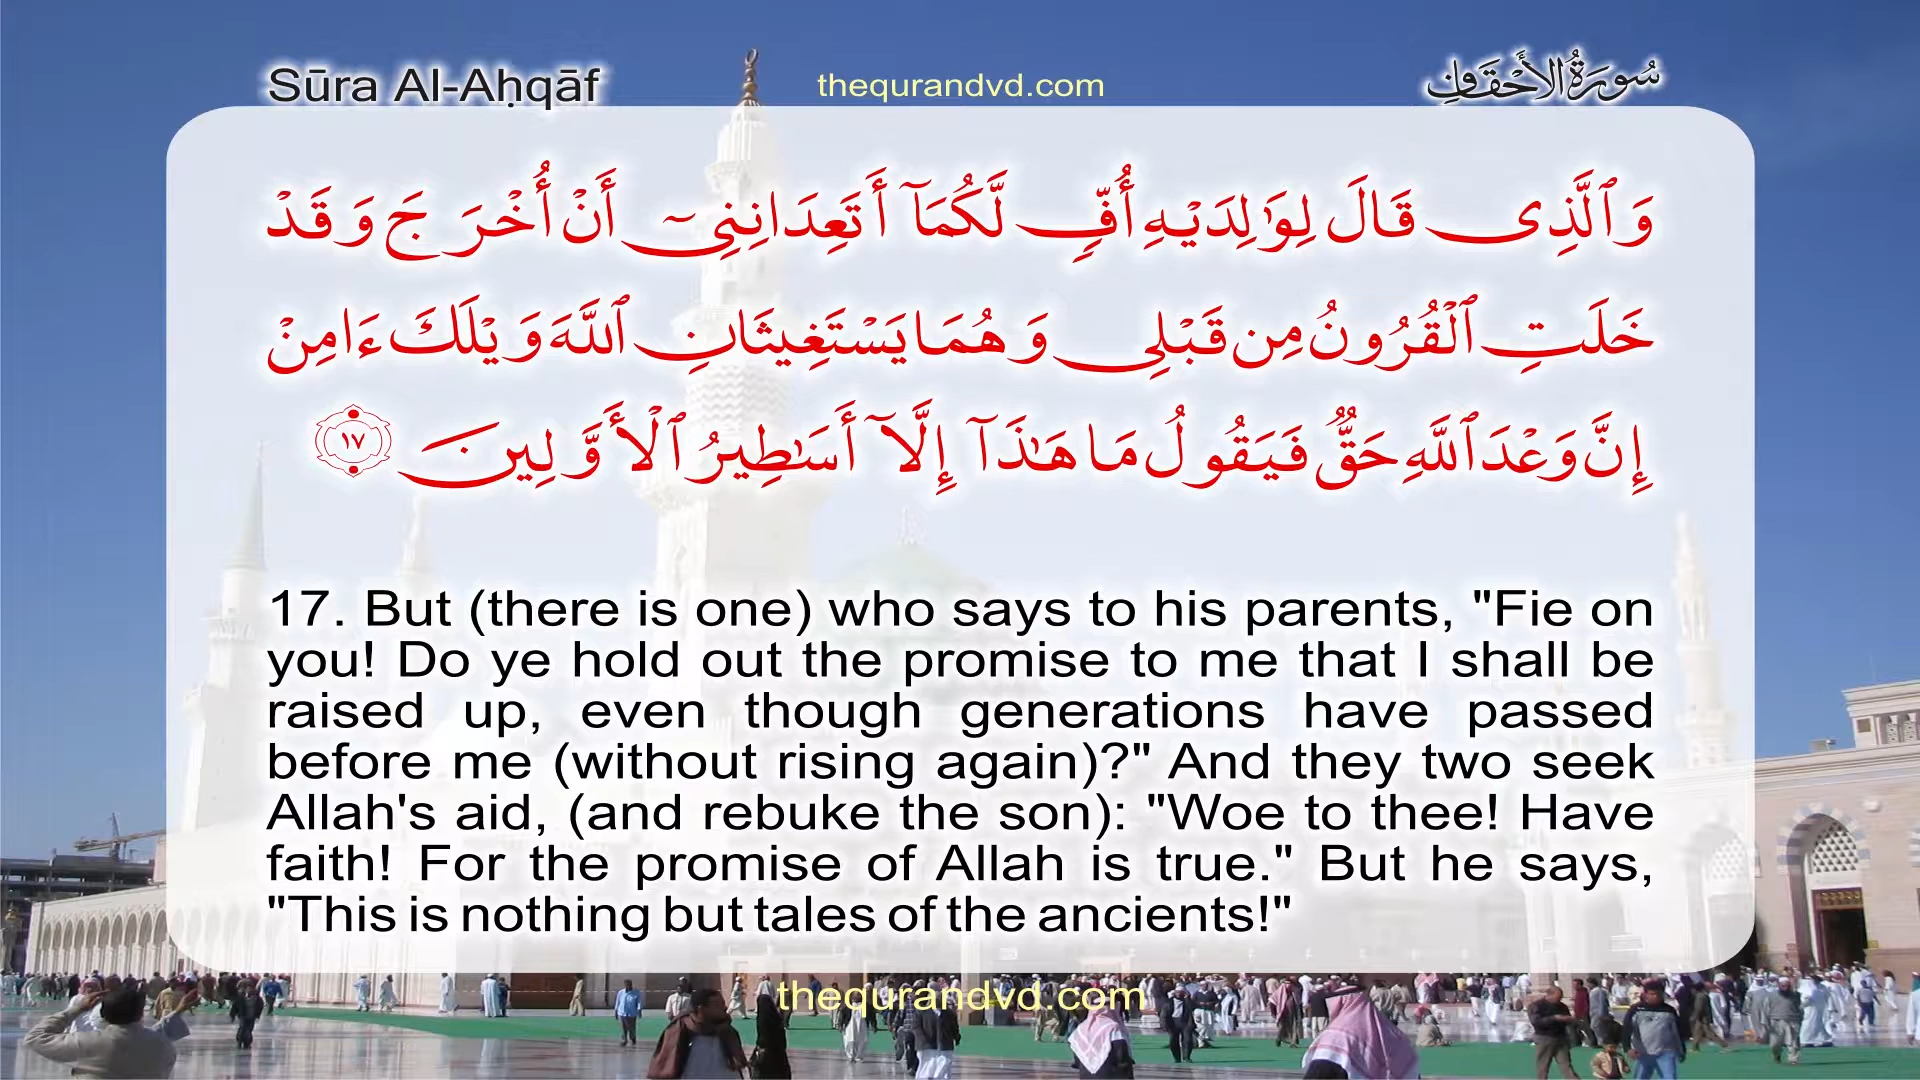 Sūra Al-Aḥqāf
thequrandvd.com
سُورَةُ الأَحْقَافِ
وَٱلَّذِى قَالَ لِوَٰلِدَيْهِ أُفٍّ لَّكُمَآ أَتَعِدَانِنِىٓ أَنْ أُخْرَجَ وَقَدْ
خَلَتِ ٱلْقُرُونُ مِن قَبْلِى وَهُمَا يَسْتَغِيثَانِ ٱللَّهَ وَيْلَكَ ءَامِنْ
إِنَّ وَعْدَ ٱللَّهِ حَقٌّ فَيَقُولُ مَا هَٰذَآ إِلَّآ أَسَٰطِيرُ ٱلْأَوَّلِينَ ١٧
17. But (there is one) who says to his parents, "Fie on
you! Do ye hold out the promise to me that I shall be
raised up, even though generations have passed
before me (without rising again)?" And they two seek
Allah's aid, (and rebuke the son): "Woe to thee! Have
faith! For the promise of Allah is true." But he says,
"This is nothing but tales of the ancients!"
thequrandvd.com